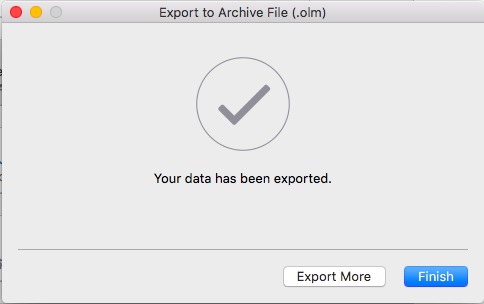 Export to Archive File (.olm)
Your data has been exported.
Export More
Finish